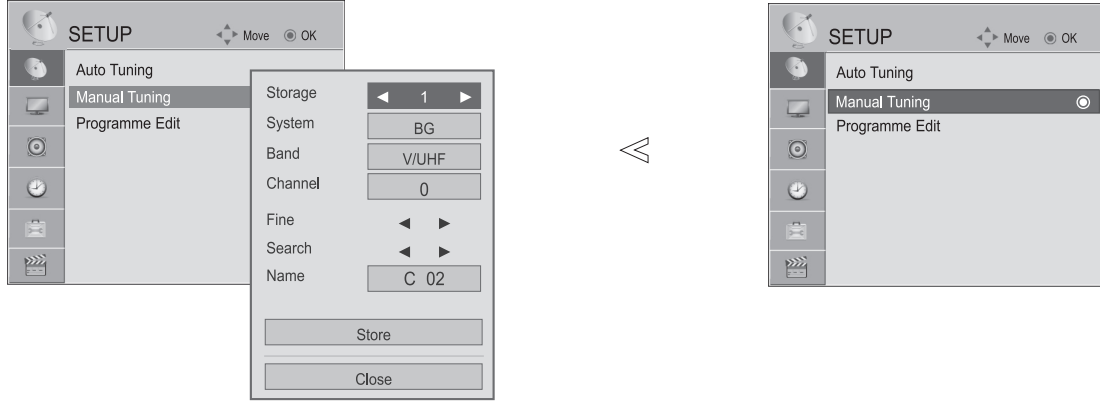 SETUP Move OK
Auto Tuning
Manual Tuning
Programme Edit
Storage 1
System BG
Band V/UHF
Channel 0
Fine
Search
Name C 02
Store
Close
SETUP Move OK
Auto Tuning
Manual Tuning
Programme Edit